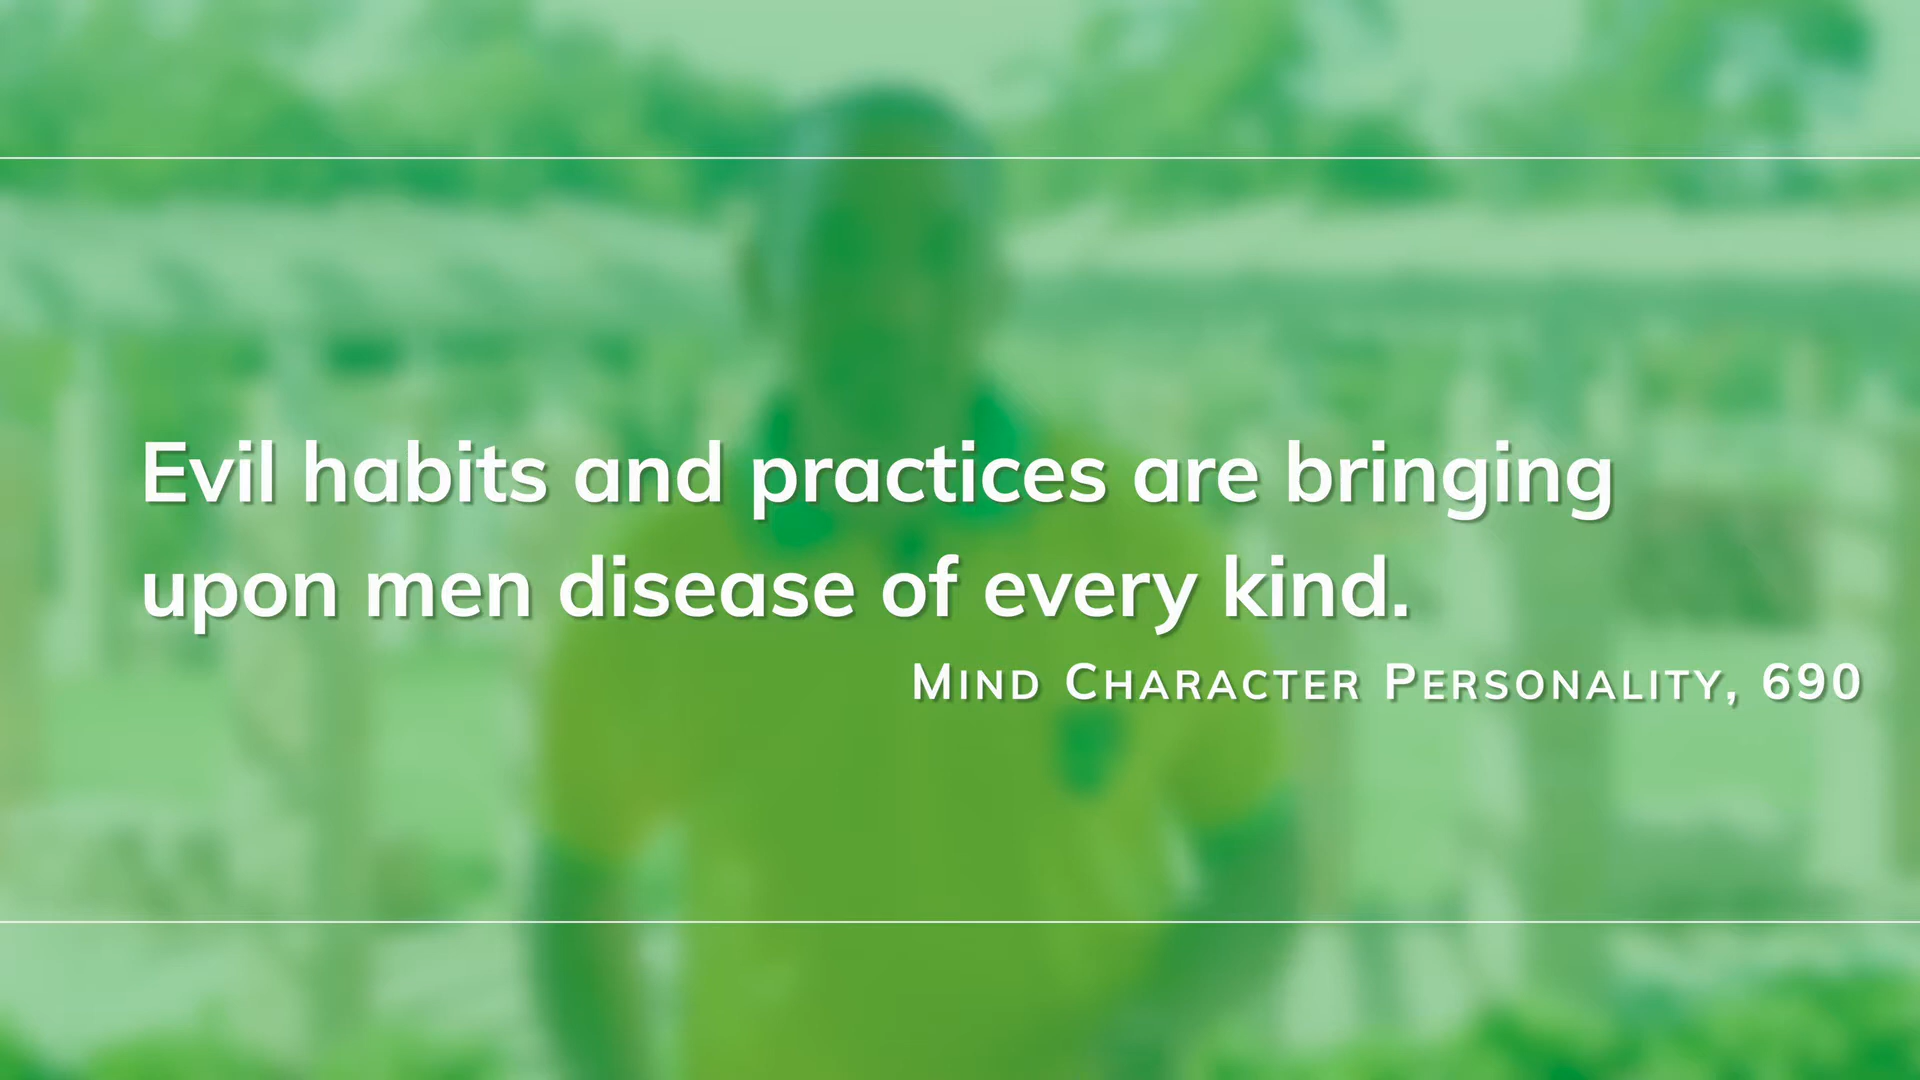 Evil habits and practices are bringing
upon men disease of every kind.
Mind Character Personality, 690